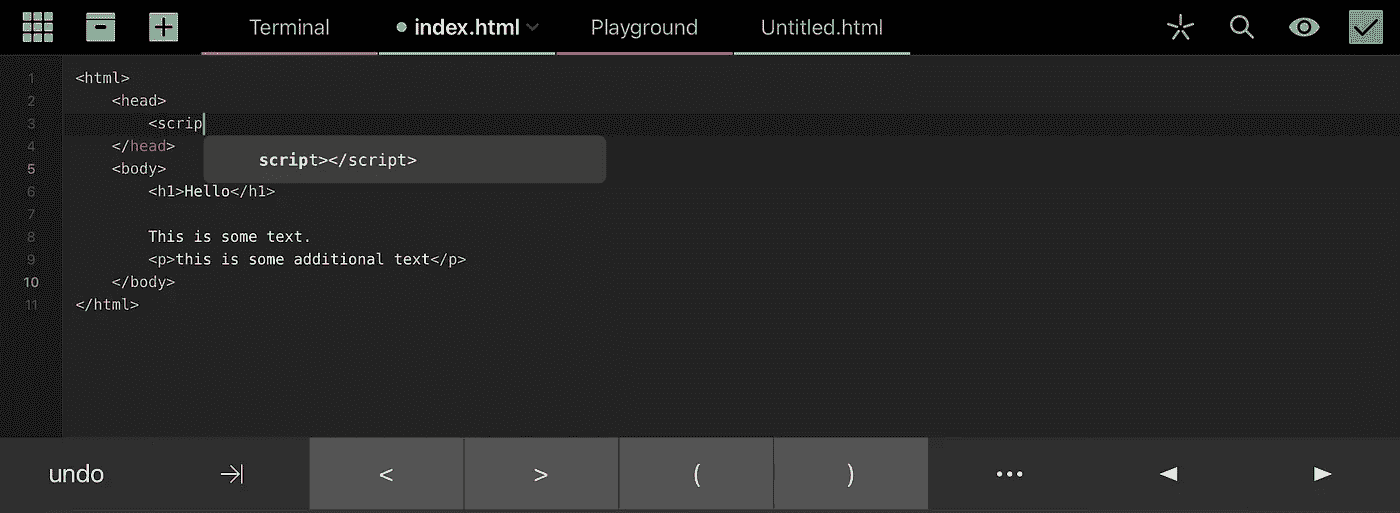 Terminal index.html Playground Untitled.html
1 <html>
2 <head>
3 <scrip
script></script>
4 </head>
5 <body>
6 <h1>Hello</h1>
7
8 This is some text.
9 <p>this is some additional text</p>
10 </body>
11 </html>
undo < > ( ) •••